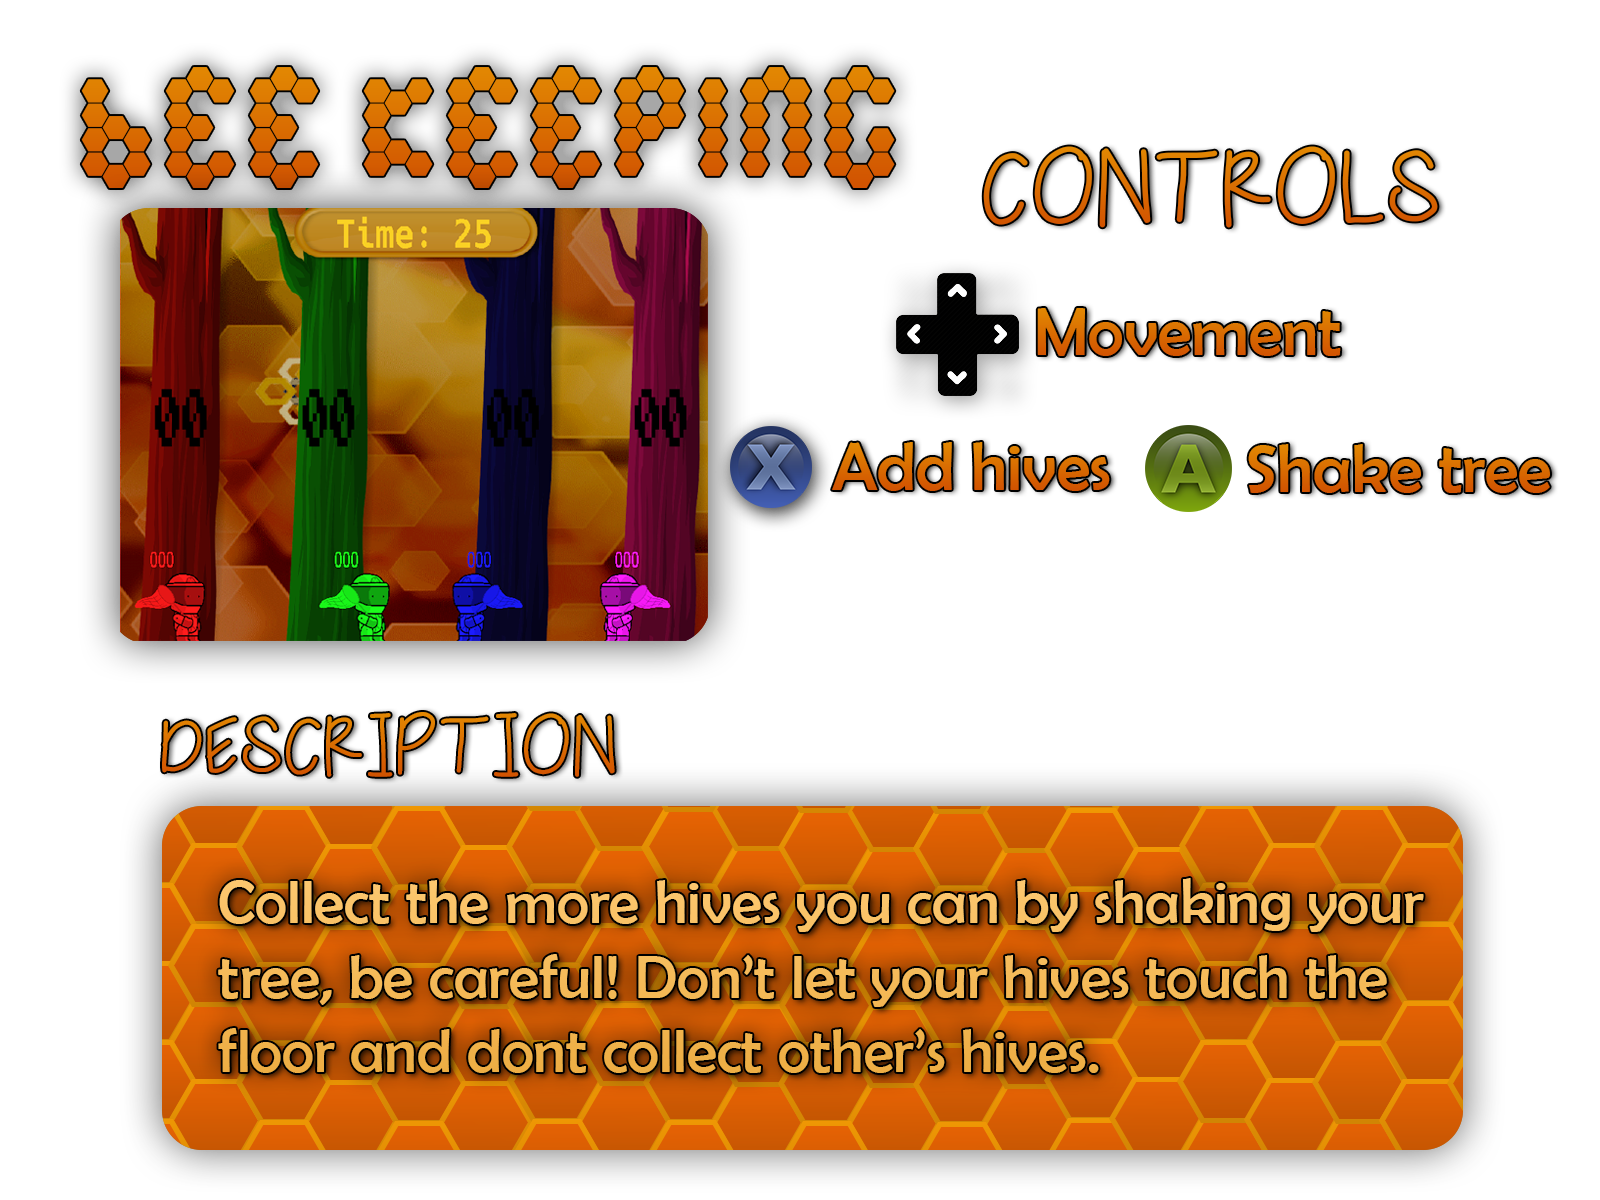 BEE KEEPING
CONTROLS
Time: 25
Movement
00 00 00 00
X Add hives A Shake tree
000 000 000 000
DESCRIPTION
Collect the more hives you can by shaking your
tree, be careful! Don't let your hives touch the
floor and dont collect other's hives.